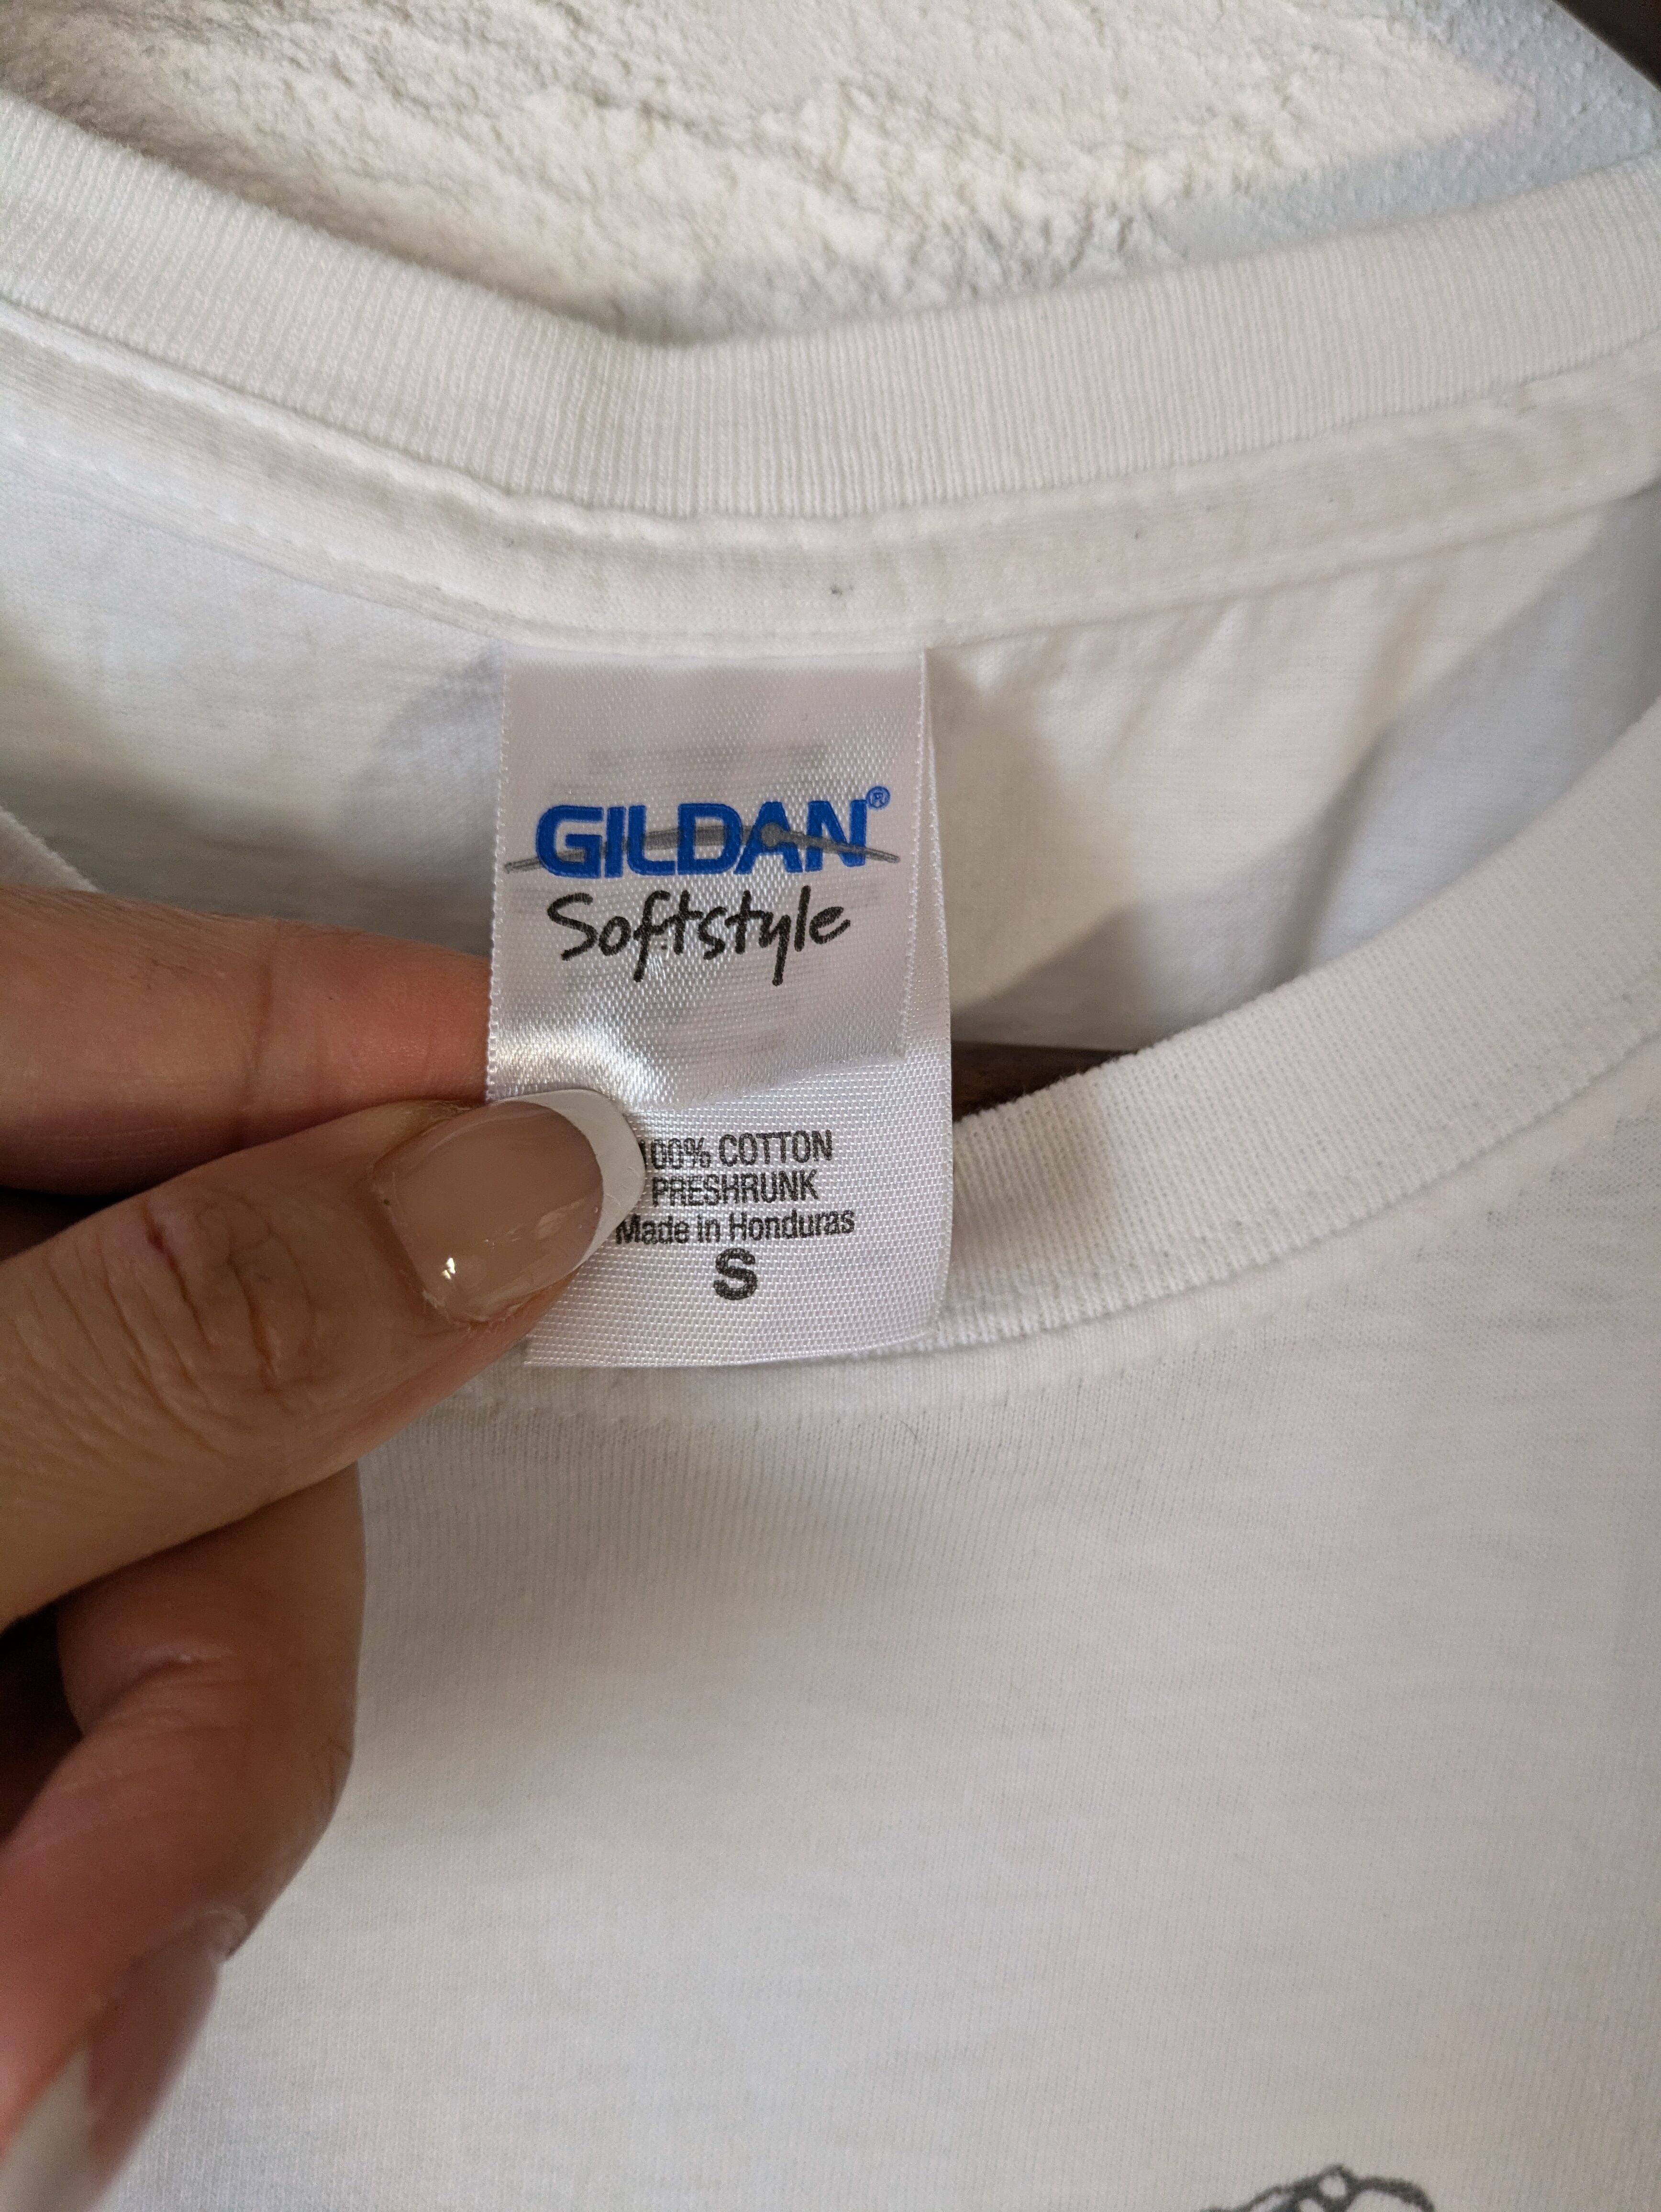 GILDAN®
Softstyle
100% COTTON
PRESHRUNK
Made in Honduras
S